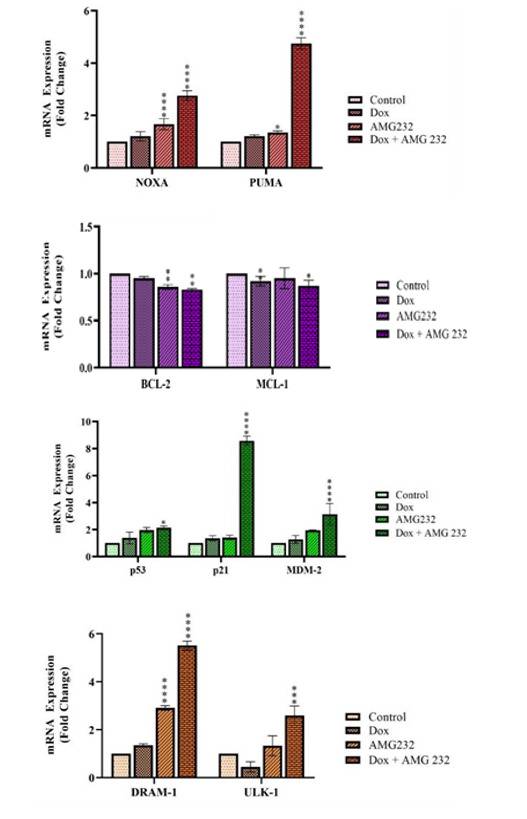 mRNA Expression
(Fold Change)
6
4
2
0
****
****
*
****
NOXA
PUMA
Control
Dox
AMG232
Dox + AMG 232
mRNA Expression
(Fold Change)
1.5
1.0
0.5
0.0
**
**
*
*
BCL-2
MCL-1
Control
Dox
AMG232
Dox + AMG 232
mRNA Expression
(Fold Change)
10
8
6
4
2
0
*
****
****
p53
p21
MDM-2
Control
Dox
AMG232
Dox + AMG 232
mRNA Expression
(Fold Change)
6
4
2
0
****
****
***
DRAM-1
ULK-1
Control
Dox
AMG232
Dox + AMG 232